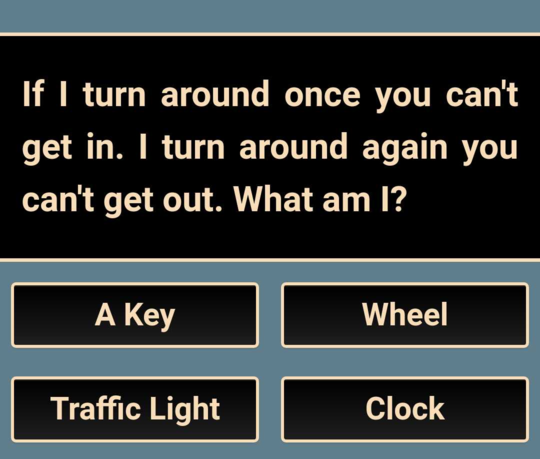 If I turn around once you can't
get in. I turn around again you
can't get out. What am I?
A Key
Wheel
Traffic Light
Clock